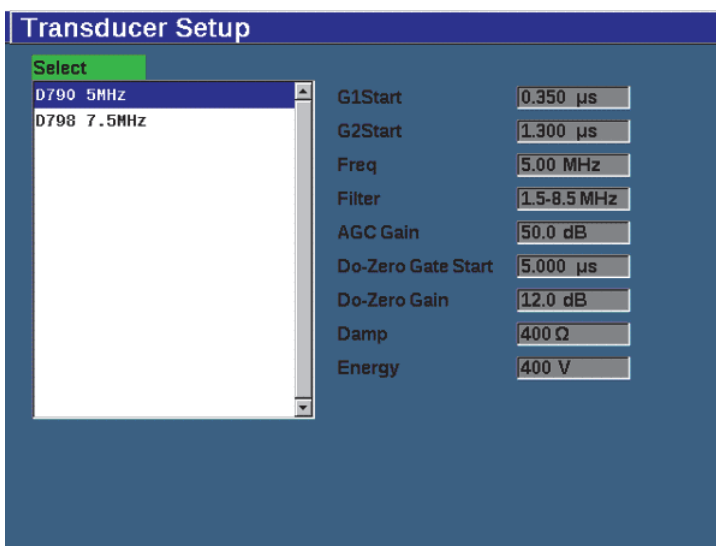 Transducer Setup
Select
D790 5MHz
D798 7.5MHz
G1Start 0.350 µs
G2Start 1.300 µs
Freq 5.00 MHz
Filter 1.5-8.5 MHz
AGC Gain 50.0 dB
Do-Zero Gate Start 5.000 µs
Do-Zero Gain 12.0 dB
Damp 400 Ω
Energy 400 V